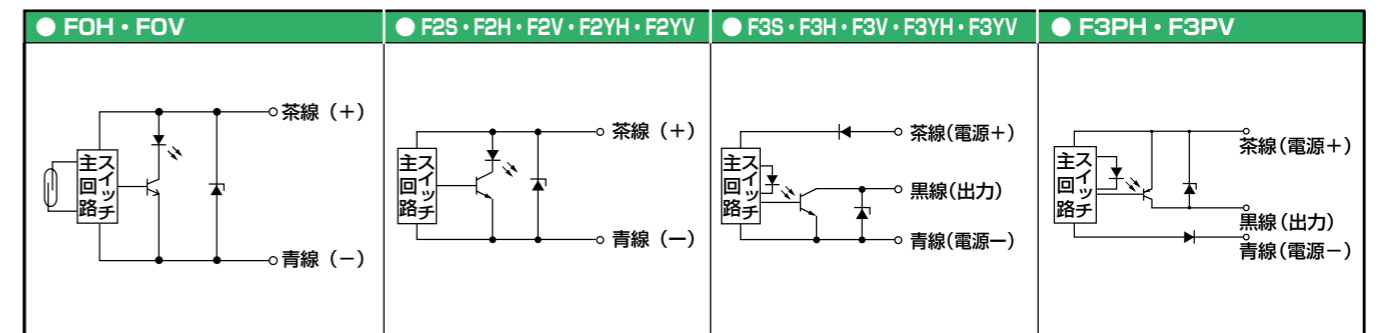 ● F0H・F0V
● F2S・F2H・F2V・F2YH・F2YV
● F3S・F3H・F3V・F3YH・F3YV
● F3PH・F3PV
茶線（＋）
スイッチ
主回路
青線（－）
茶線（＋）
スイッチ
主回路
青線（－）
茶線(電源＋)
スイッチ
主回路
黒線(出力)
青線(電源－)
茶線(電源＋)
スイッチ
主回路
黒線(出力)
青線(電源－)